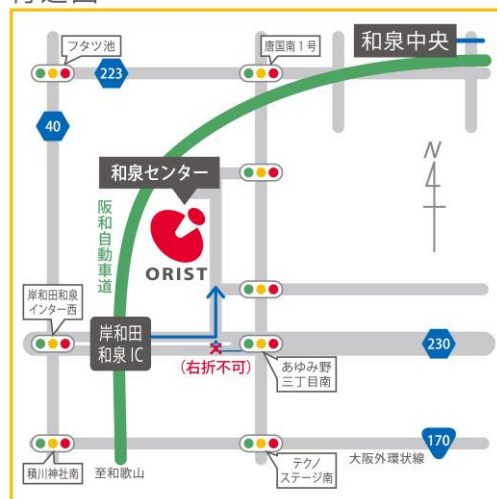 フタツ池
223
唐国南1号
和泉中央
40
和泉センター
N
阪和自動車道
ORIST
岸和田和泉
インター西
岸和田
和泉IC
(右折不可)
あゆみ野
三丁目南
230
積川神社南
至和歌山
テクノ
ステージ南
大阪外環状線
170